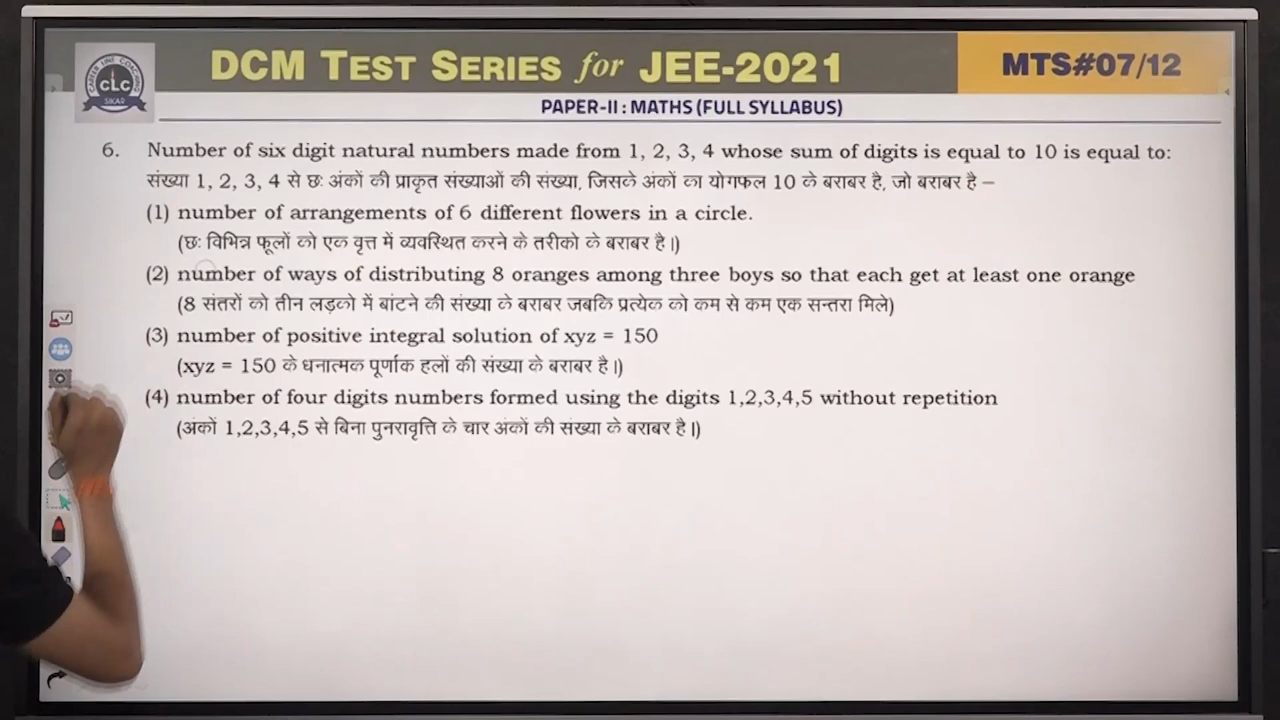 DCM TEST SERIES for JEE-2021
MTS#07/12
CAREER LINE COACHING
CLC
SIKAR
PAPER-II : MATHS (FULL SYLLABUS)
6. Number of six digit natural numbers made from 1, 2, 3, 4 whose sum of digits is equal to 10 is equal to:
संख्या 1, 2, 3, 4 से छः अंकों की प्राकृत संख्याओं की संख्या, जिसके अंकों का योगफल 10 के बराबर है, जो बराबर है –
(1) number of arrangements of 6 different flowers in a circle.
(छः विभिन्न फूलों को एक वृत्त में व्यवस्थित करने के तरीको के बराबर है।)
(2) number of ways of distributing 8 oranges among three boys so that each get at least one orange
(8 संतरों को तीन लड़को में बांटने की संख्या के बराबर जबकि प्रत्येक को कम से कम एक सन्तरा मिले)
(3) number of positive integral solution of xyz = 150
(xyz = 150 के धनात्मक पूर्णाक हलों की संख्या के बराबर है।)
(4) number of four digits numbers formed using the digits 1,2,3,4,5 without repetition
(अंकों 1,2,3,4,5 से बिना पुनरावृत्ति के चार अंकों की संख्या के बराबर है।)